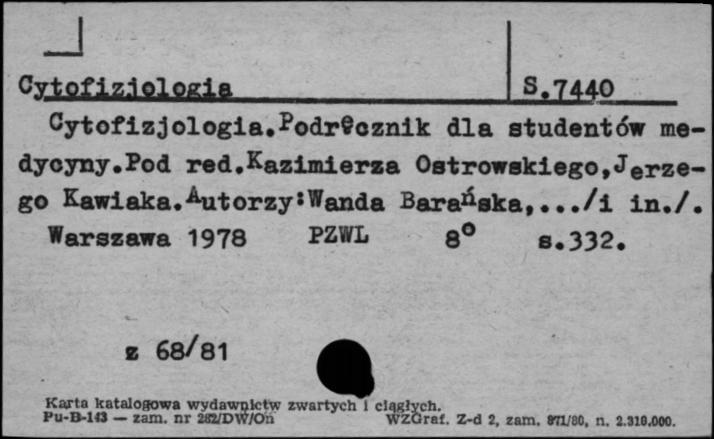 Cytofizjologia S.7440
Cytofizjologia.Podręcznik dla studentów me-
dycyny.Pod red.Kazimierza Ostrowskiego,Jerze-
go Kawiaka.Autorzy:Wanda Barańska,.../i in./.
Warszawa 1978 PZWL 8° s.332.
z 68/81
Karta katalogowa wydawnictw zwartych i ciągłych.
Pu-B-143 — zam. nr 282/DW/Oń WZGraf. Z-d 2, zam. 871/80, n. 2.310.000.